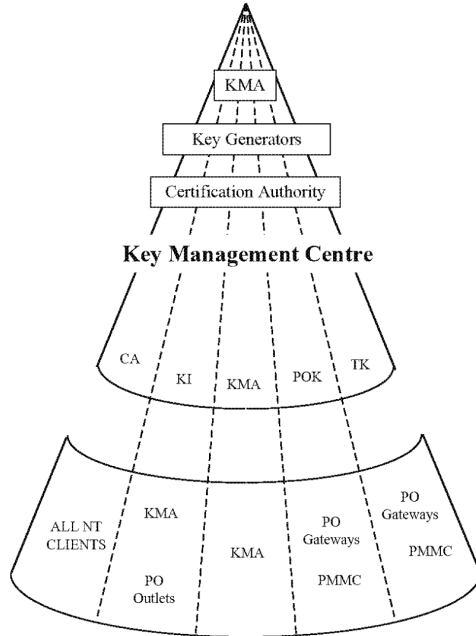 KMA
Key Generators
Certification Authority
Key Management Centre
CA
KI
KMA
POK
TK
ALL NT
CLIENTS
KMA
PO
Outlets
KMA
PO
Gateways
PMMC
PO
Gateways
PMMC